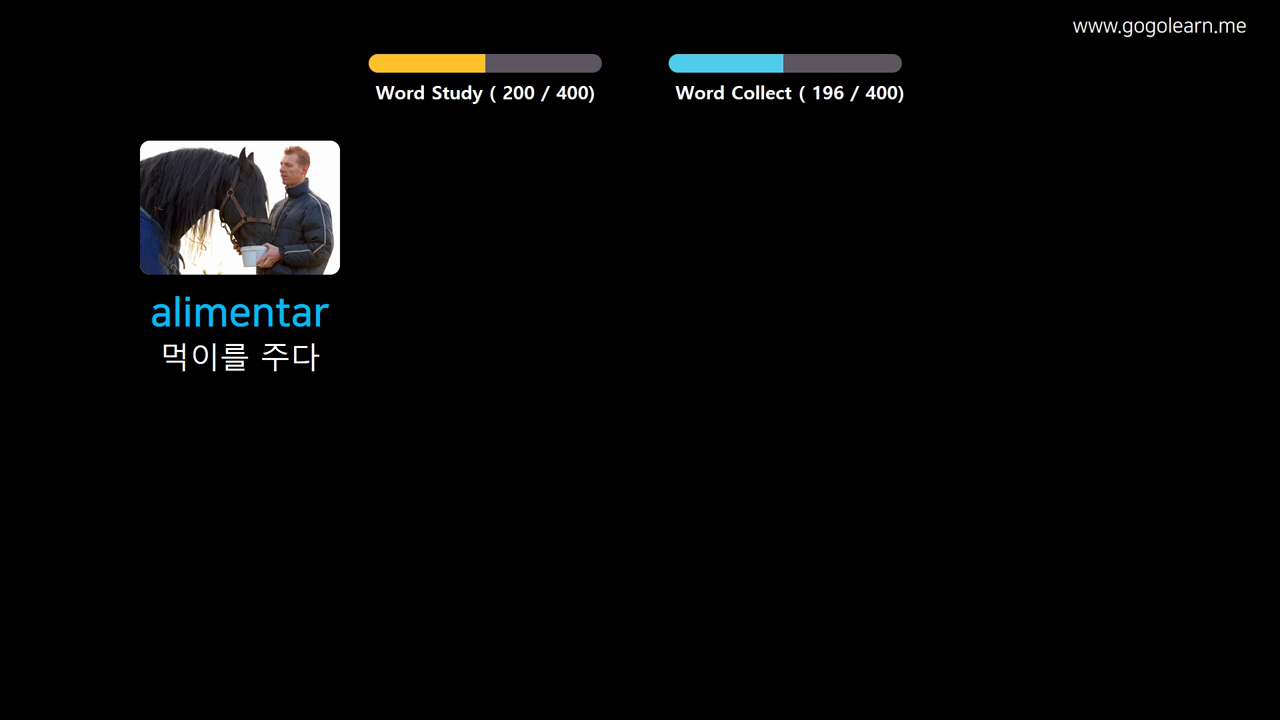 www.gogolearn.me
Word Study ( 200 / 400)
Word Collect ( 196 / 400)
alimentar
먹이를 주다